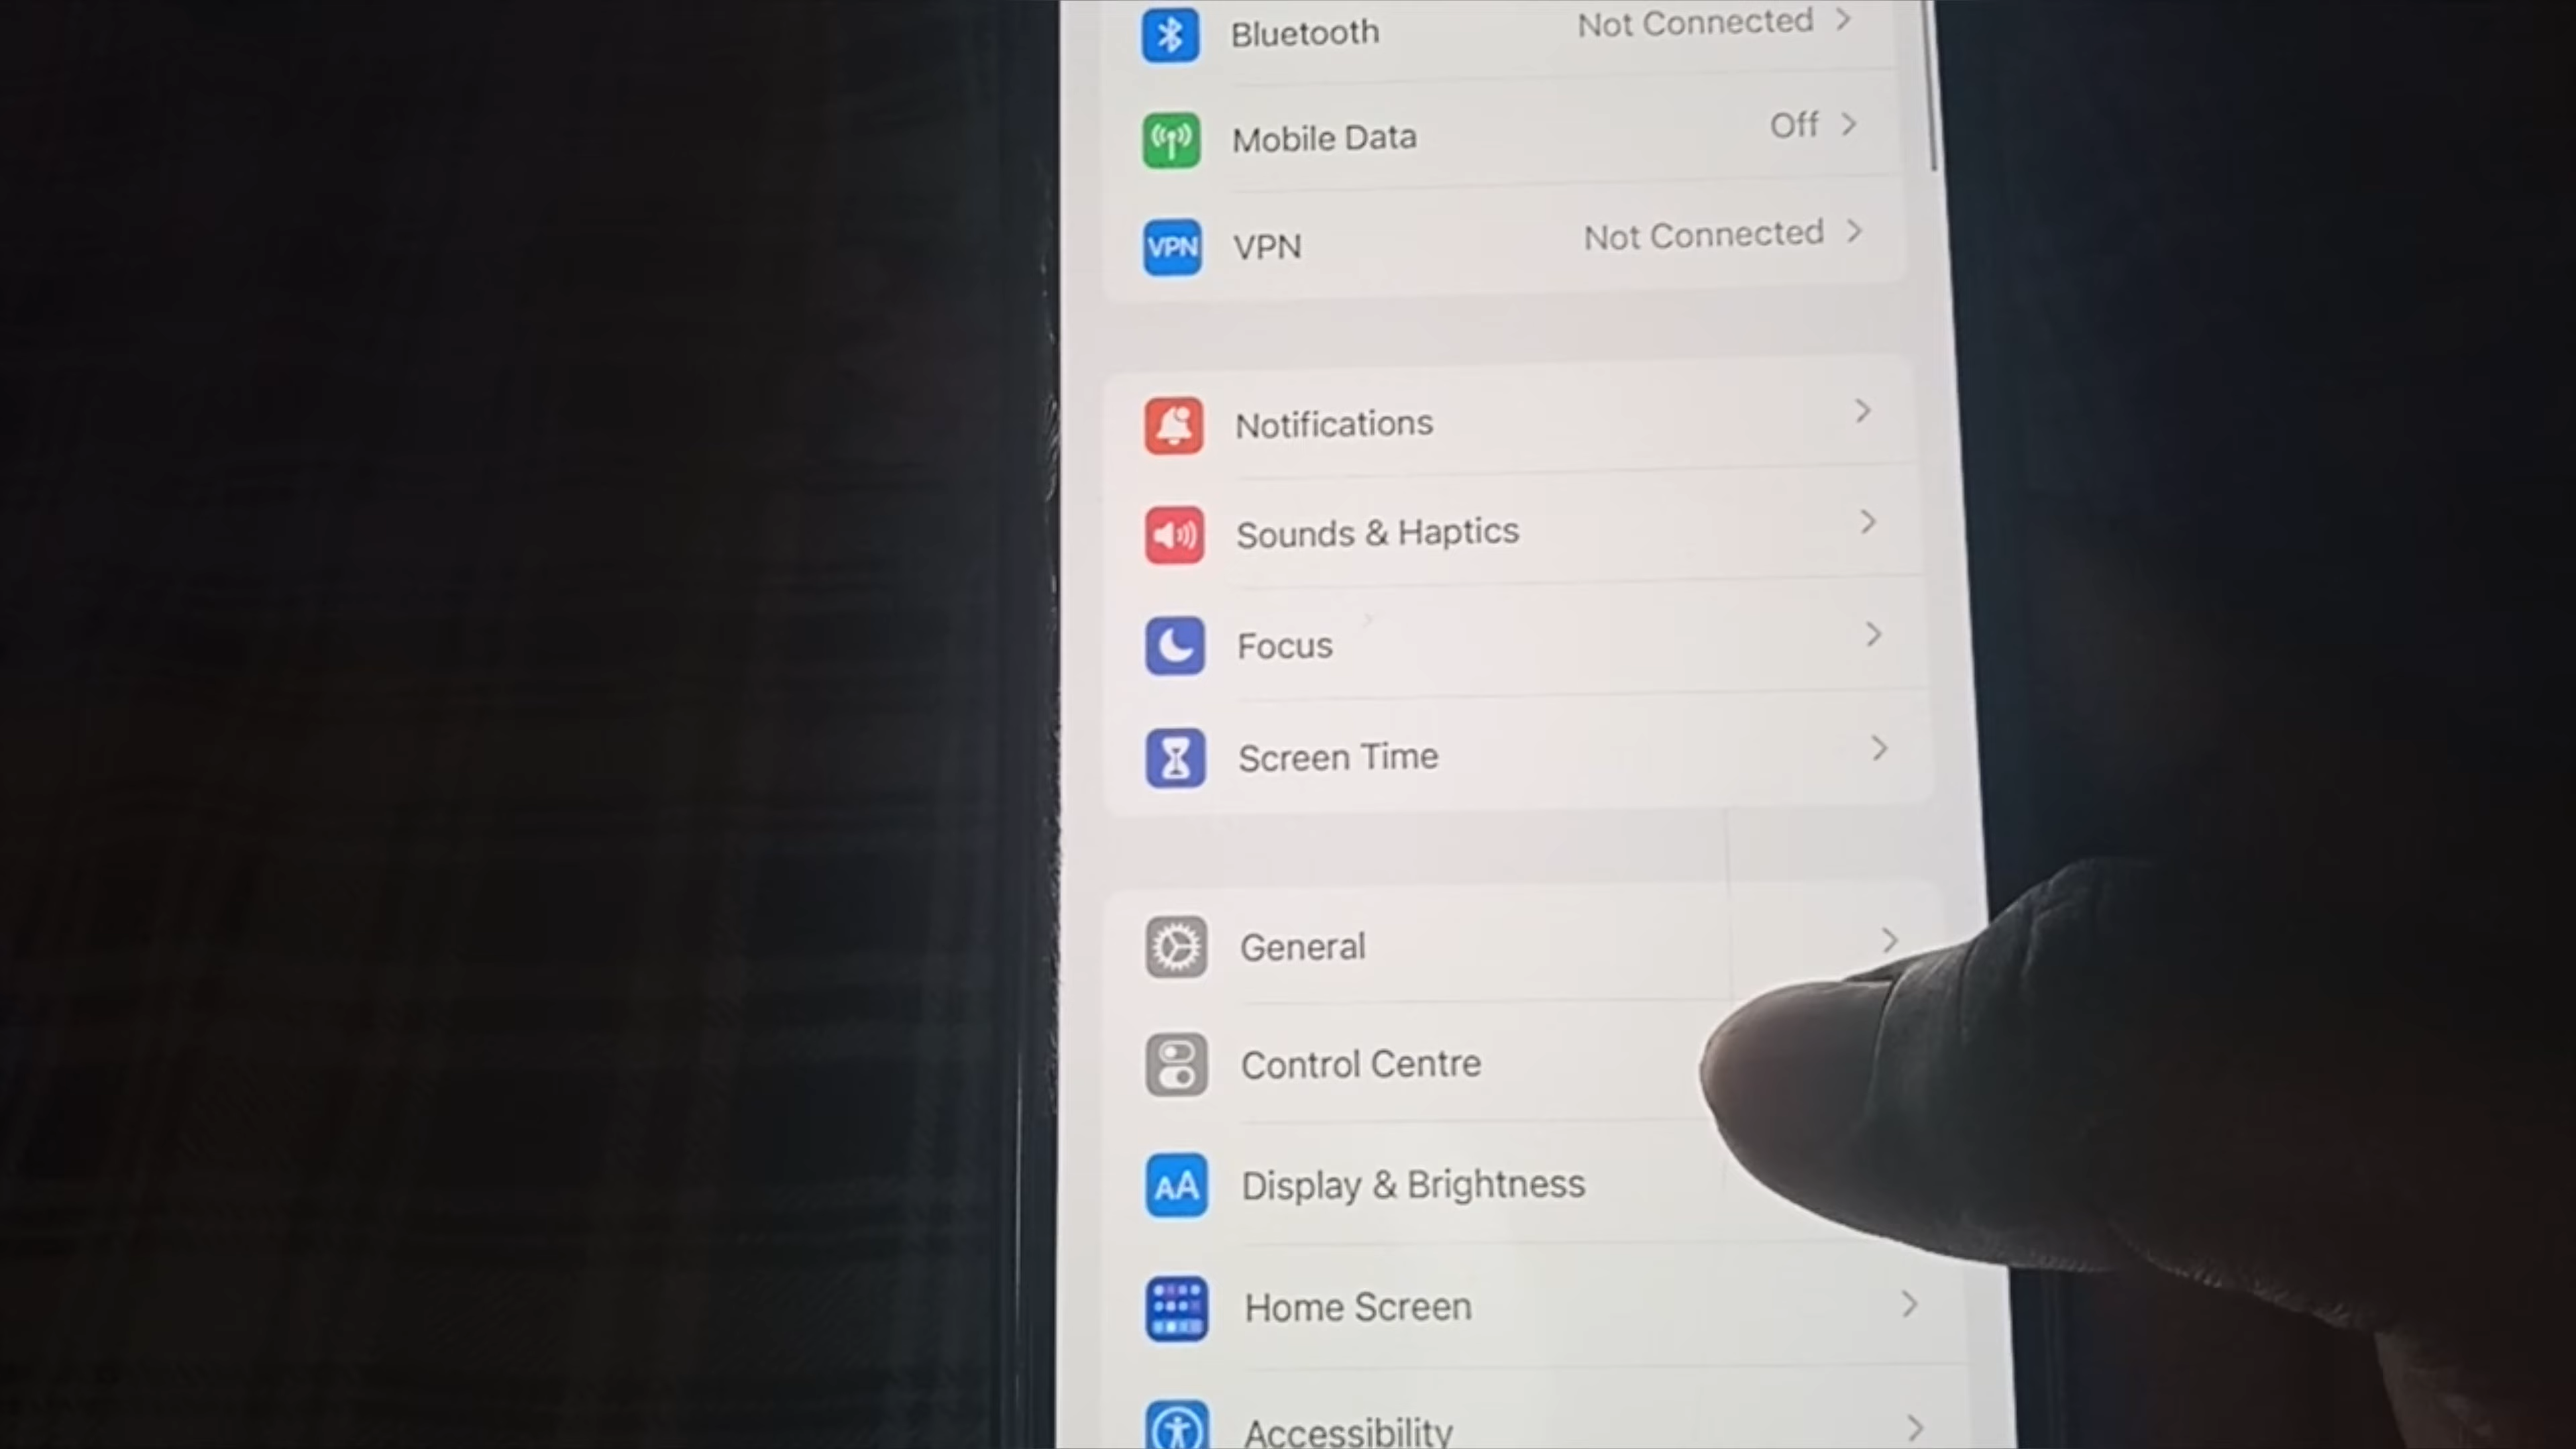 Bluetooth Not Connected
Mobile Data Off
VPN VPN Not Connected
Notifications
Sounds & Haptics
Focus
Screen Time
General
Control Centre
AA Display & Brightness
Home Screen
Accessibility